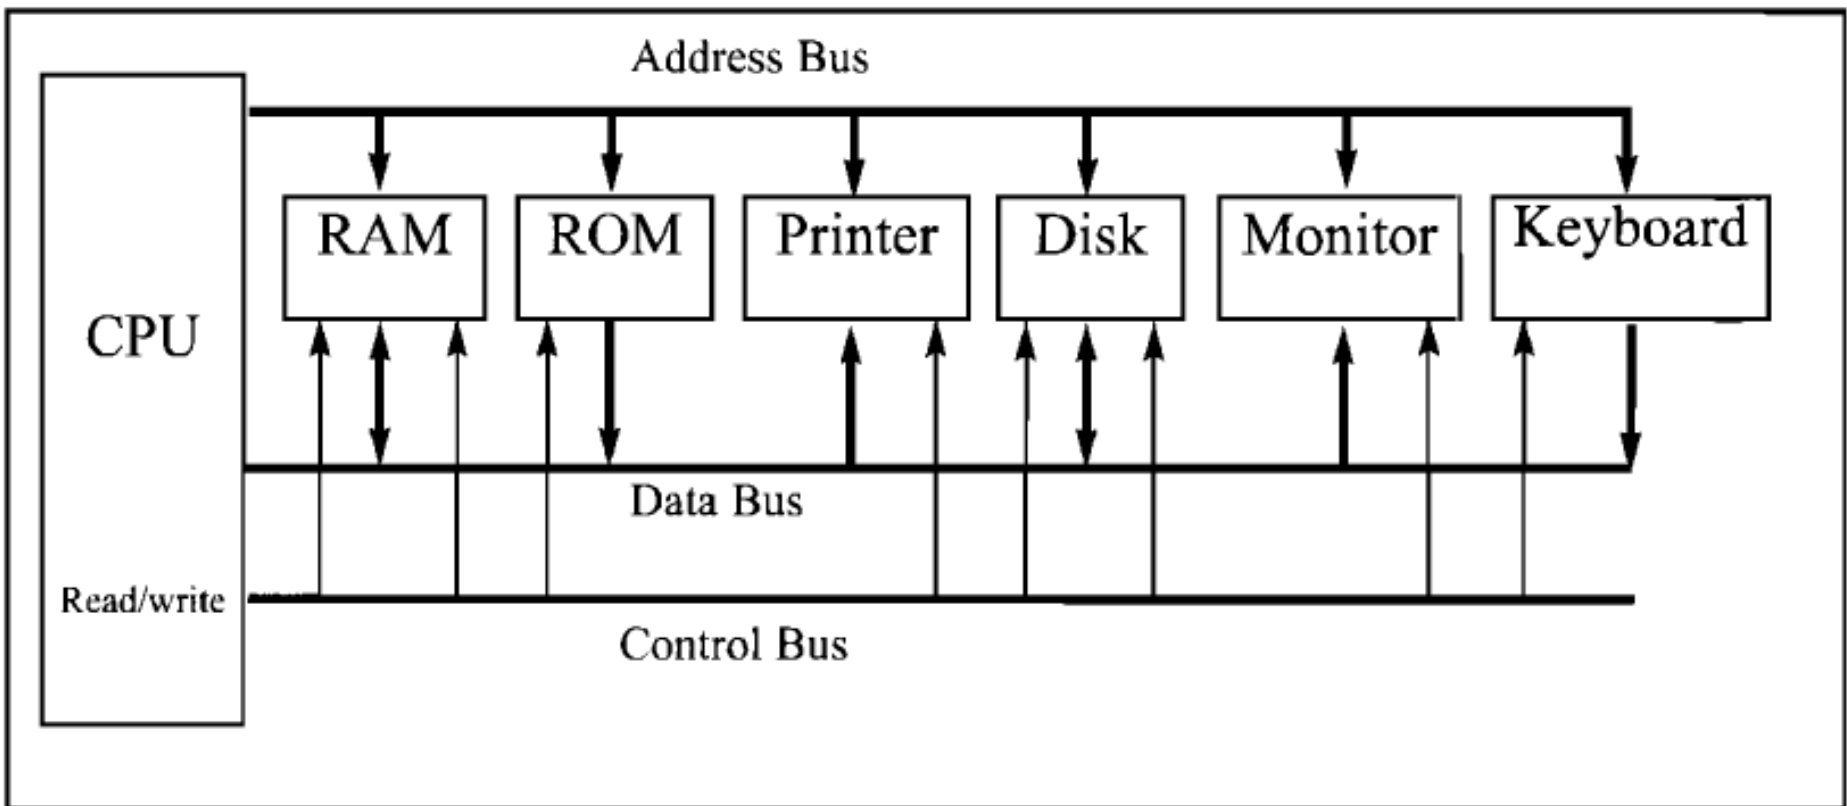 Address Bus
RAM ROM Printer Disk Monitor Keyboard
CPU
Data Bus
Read/write
Control Bus